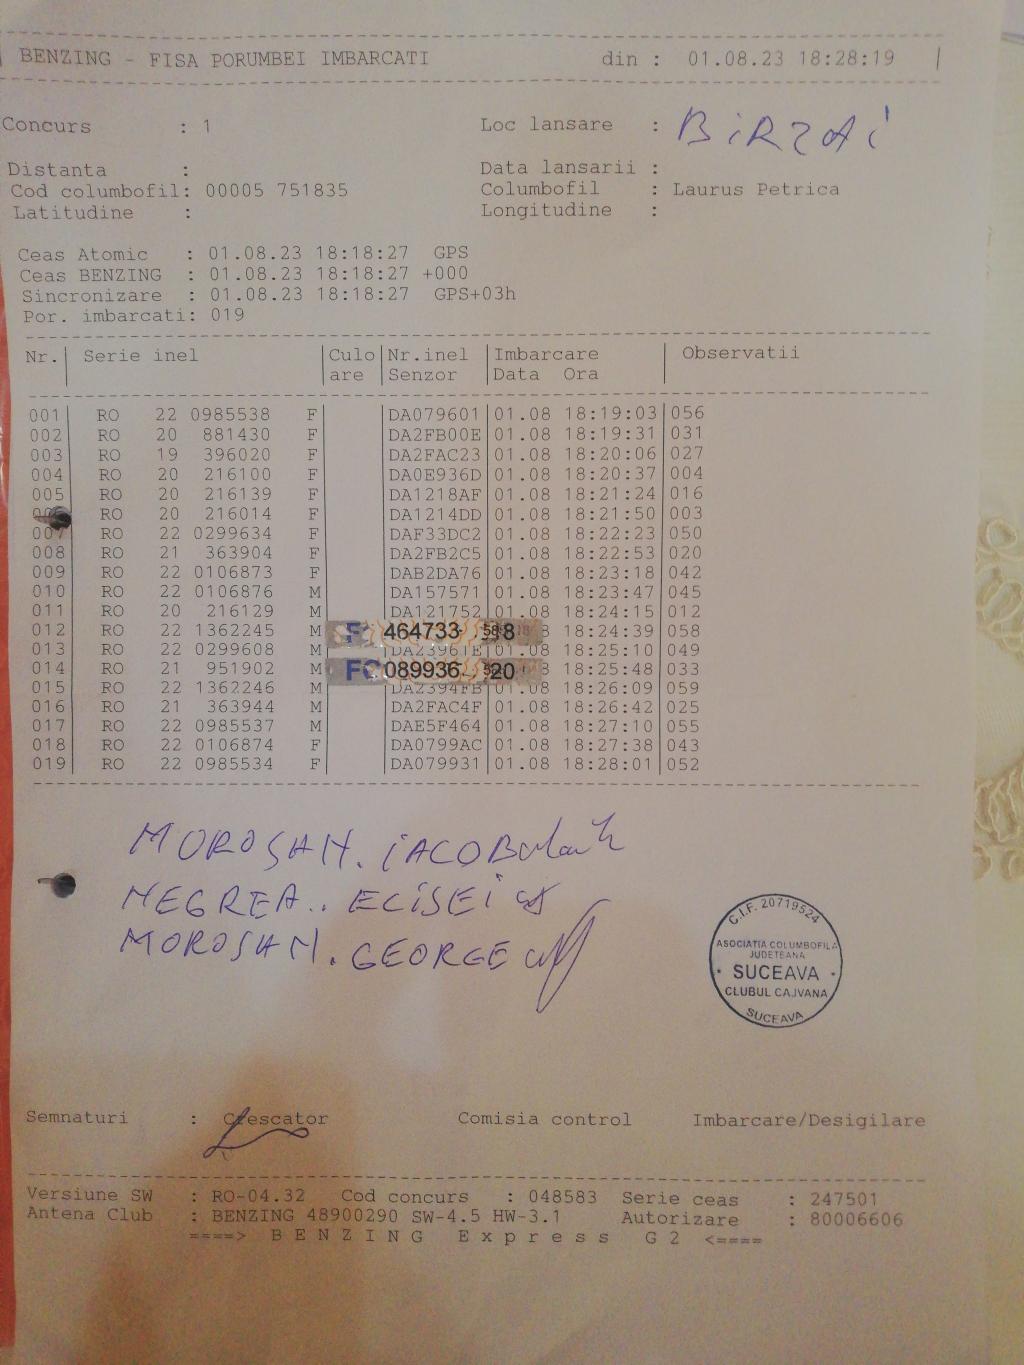 BENZING - FISA PORUMBEI IMBARCATI din : 01.08.23 18:28:19 |
Concurs : 1 Loc lansare : BiRZAi
Distanta : Data lansarii :
Cod columbofil: 00005 751835 Columbofil : Laurus Petrica
Latitudine : Longitudine :
Ceas Atomic : 01.08.23 18:18:27 GPS
Ceas BENZING : 01.08.23 18:18:27 +000
Sincronizare : 01.08.23 18:18:27 GPS+03h
Por. imbarcati: 019
Nr. Serie inel Culo Nr.inel Imbarcare Observatii
are Senzor Data Ora
001 RO 22 0985538 F DA079601 01.08 18:19:03 056
002 RO 20 881430 F DA2FB00E 01.08 18:19:31 031
003 RO 19 396020 F DA2FAC23 01.08 18:20:06 027
004 RO 20 216100 F DA0E936D 01.08 18:20:37 004
005 RO 20 216139 F DA1218AF 01.08 18:21:24 016
RO 20 216014 F DA1214DD 01.08 18:21:50 003
007 RO 22 0299634 F DAF33DC2 01.08 18:22:23 050
008 RO 21 363904 F DA2FB2C5 01.08 18:22:53 020
009 RO 22 0106873 F DAB2DA76 01.08 18:23:18 042
010 RO 22 0106876 M DA157571 01.08 18:23:47 045
011 RO 20 216129 M DA121752 01.08 18:24:15 012
012 RO 22 1362245 M 464733 8 18:24:39 058
013 RO 22 0299608 M DA23961E 01.08 18:25:10 049
014 RO 21 951902 M FC 089936 20 18:25:48 033
015 RO 22 1362246 M DA2394FB 01.08 18:26:09 059
016 RO 21 363944 M DA2FAC4F 01.08 18:26:42 025
017 RO 22 0985537 M DAE5F464 01.08 18:27:10 055
018 RO 22 0106874 F DA0799AC 01.08 18:27:38 043
019 RO 22 0985534 F DA079931 01.08 18:28:01 052
MOROSAN. iACOB
NEGREA.. ELiSEi
MOROSAN. GEORGE
C.I.F. 20719524
ASOCIATIA COLUMBOFILA
JUDETEANA
SUCEAVA
CLUBUL CAJVANA
SUCEAVA
Semnaturi : Crescator Comisia control Imbarcare/Desigilare
Versiune SW : RO-04.32 Cod concurs : 048583 Serie ceas : 247501
Antena Club : BENZING 48900290 SW-4.5 HW-3.1 Autorizare : 80006606
====> B E N Z I N G E x p r e s s G 2 <====